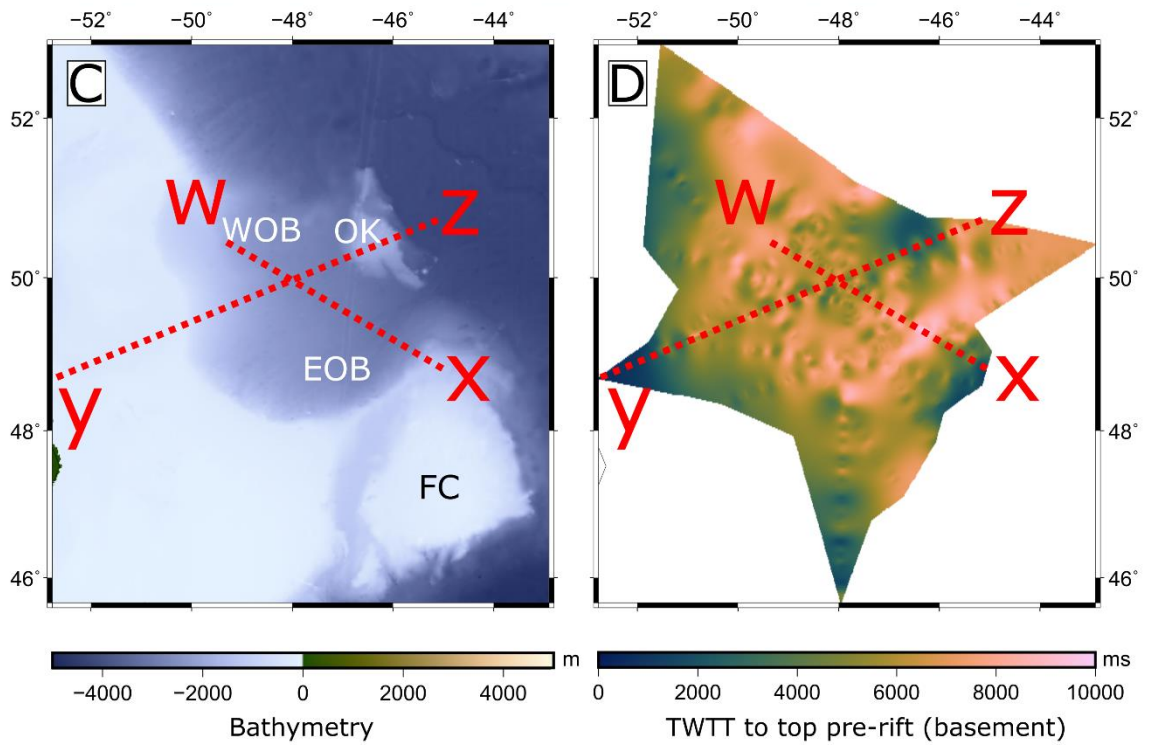 −52 −50 −48 −46 −44 −52 −50 −48 −46 −44
C D
52˚ 52˚
W Z W Z
WOB OK
50˚ 50˚
EOB
y X y X
48˚ 48˚
FC
46˚ 46˚
m ms
−4000 −2000 0 2000 4000 0 2000 4000 6000 8000 10000
Bathymetry TWTT to top pre-rift (basement)